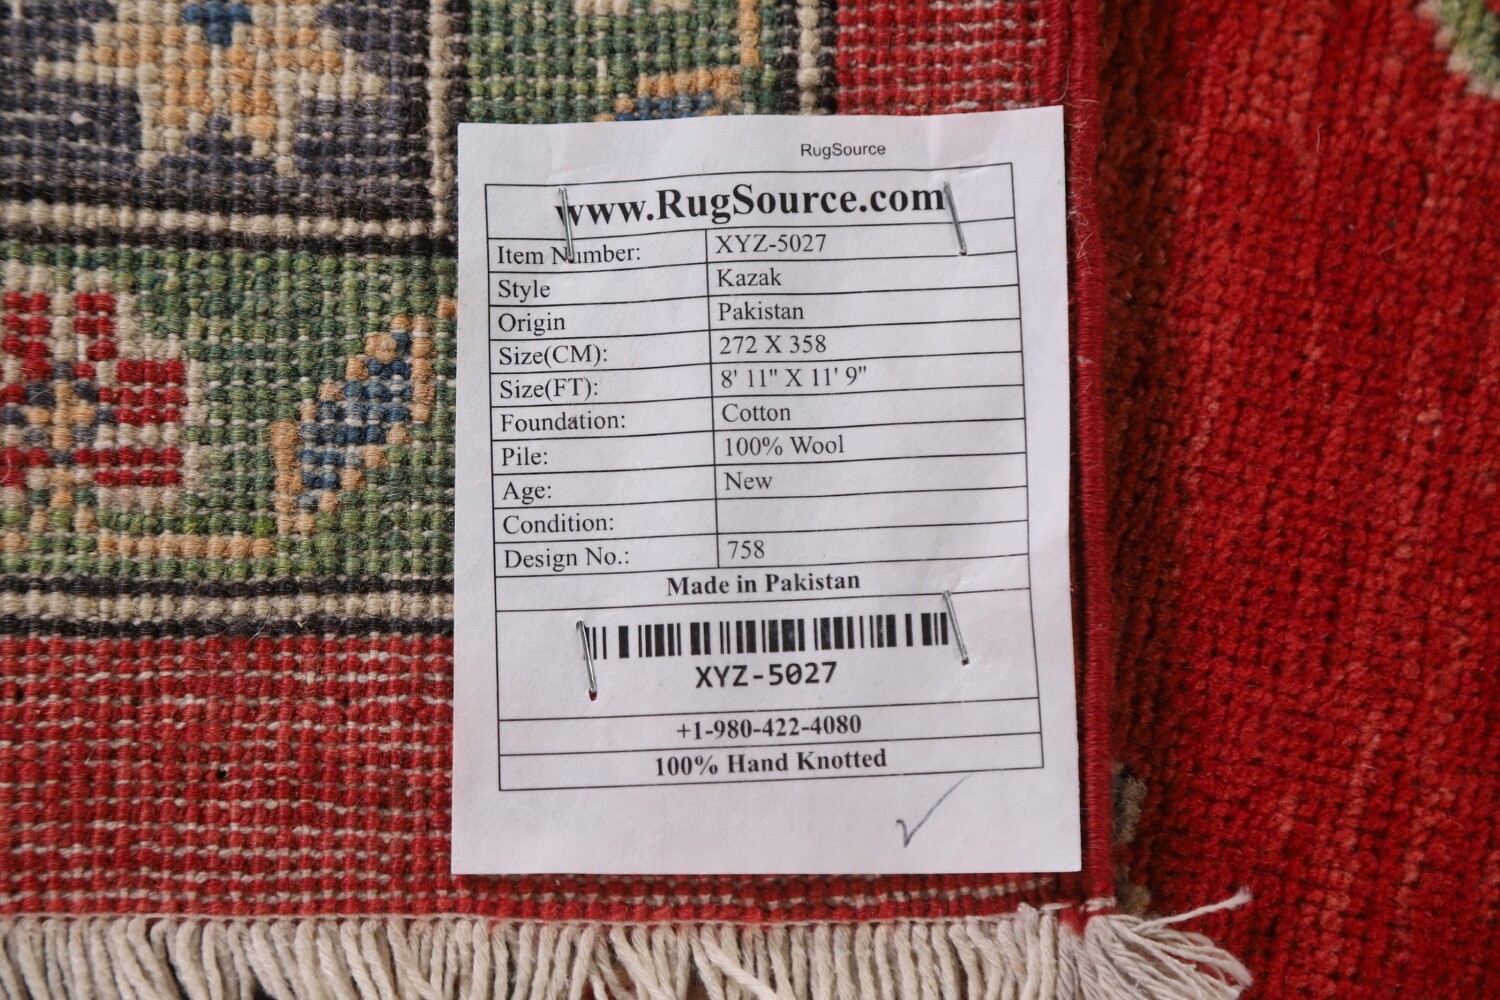 RugSource
www.RugSource.com
Item Number: XYZ-5027
Style Kazak
Origin Pakistan
Size(CM): 272 X 358
Size(FT): 8' 11" X 11' 9"
Foundation: Cotton
Pile: 100% Wool
Age: New
Condition:
Design No.: 758
Made in Pakistan
XYZ-5027
+1-980-422-4080
100% Hand Knotted